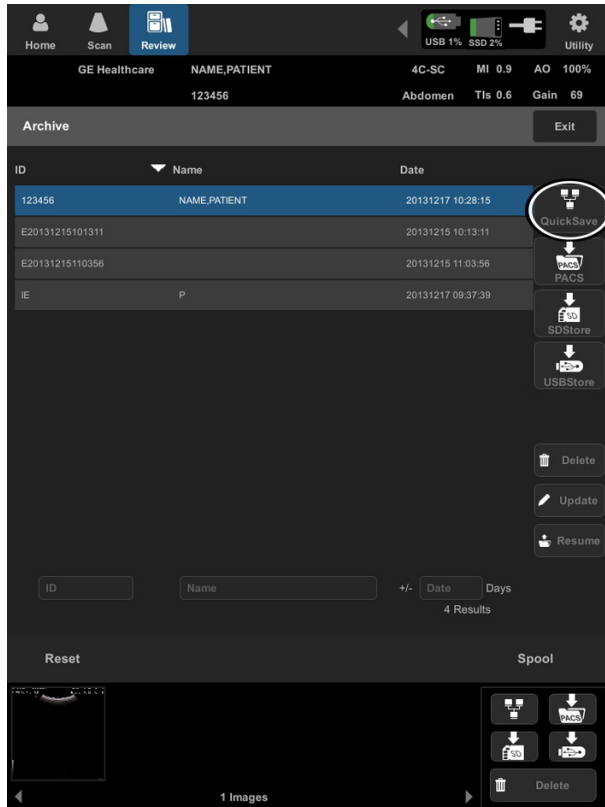 Home Scan Review USB 1% SSD 2% Utility
GE Healthcare NAME,PATIENT 4C-SC MI 0.9 AO 100%
123456 Abdomen TIs 0.6 Gain 69
Archive Exit
ID Name Date
123456 NAME,PATIENT 20131217 10:28:15
QuickSave
E20131215101311 20131215 10:13:11
E20131215110356 20131215 11:03:56
PACS
PACS
IE P 20131217 09:37:39
SD
SDStore
USBStore
Delete
Update
Resume
ID Name +/- Date Days
4 Results
Reset Spool
PACS
SD
1 Images Delete